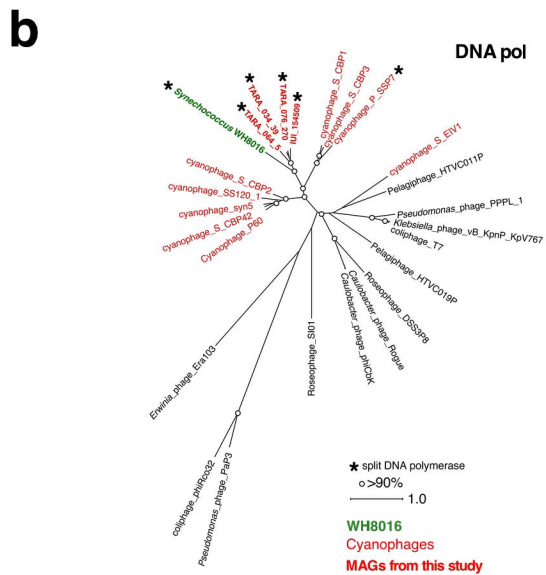 b
DNA pol
* Synechococcus WH8016
* TARA_064_5
* TARA_034_39
* TARA_076_270
IUI_154509 *
cyanophage_S_CBP1
cyanophage_S_CBP3
cyanophage_P_SSP7 *
cyanophage_S_EIV1
Pelagiphage_HTVC011P
Pseudomonas_phage_PPPL_1
Klebsiella_phage_vB_KpnP_KpV767
coliphage_T7
Pelagiphage_HTVC019P
Roseophage_DSS3P8
Caulobacter_phage_Rogue
Caulobacter_phage_phiCbK
Roseophage_SI01
Pseudomonas_phage_PaP3
coliphage_phiRco32
Erwinia_phage_Era103
Cyanophage_P60
cyanophage_S_CBP42
cyanophage_syn5
cyanophage_SS120_1
cyanophage_S_CBP2
* split DNA polymerase
>90%
1.0
WH8016
Cyanophages
MAGs from this study